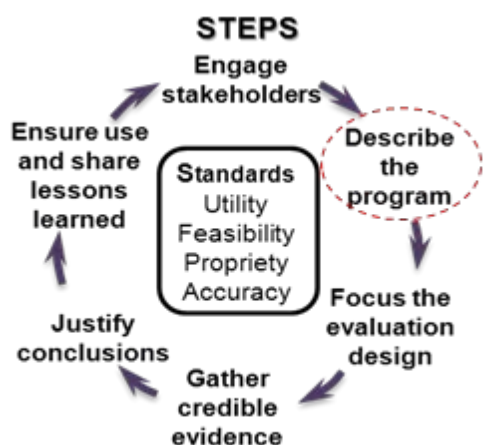 STEPS
Engage
stakeholders
Describe
the
program
Focus the
evaluation
design
Gather
credible
evidence
Justify
conclusions
Ensure use
and share
lessons
learned
Standards
Utility
Feasibility
Propriety
Accuracy